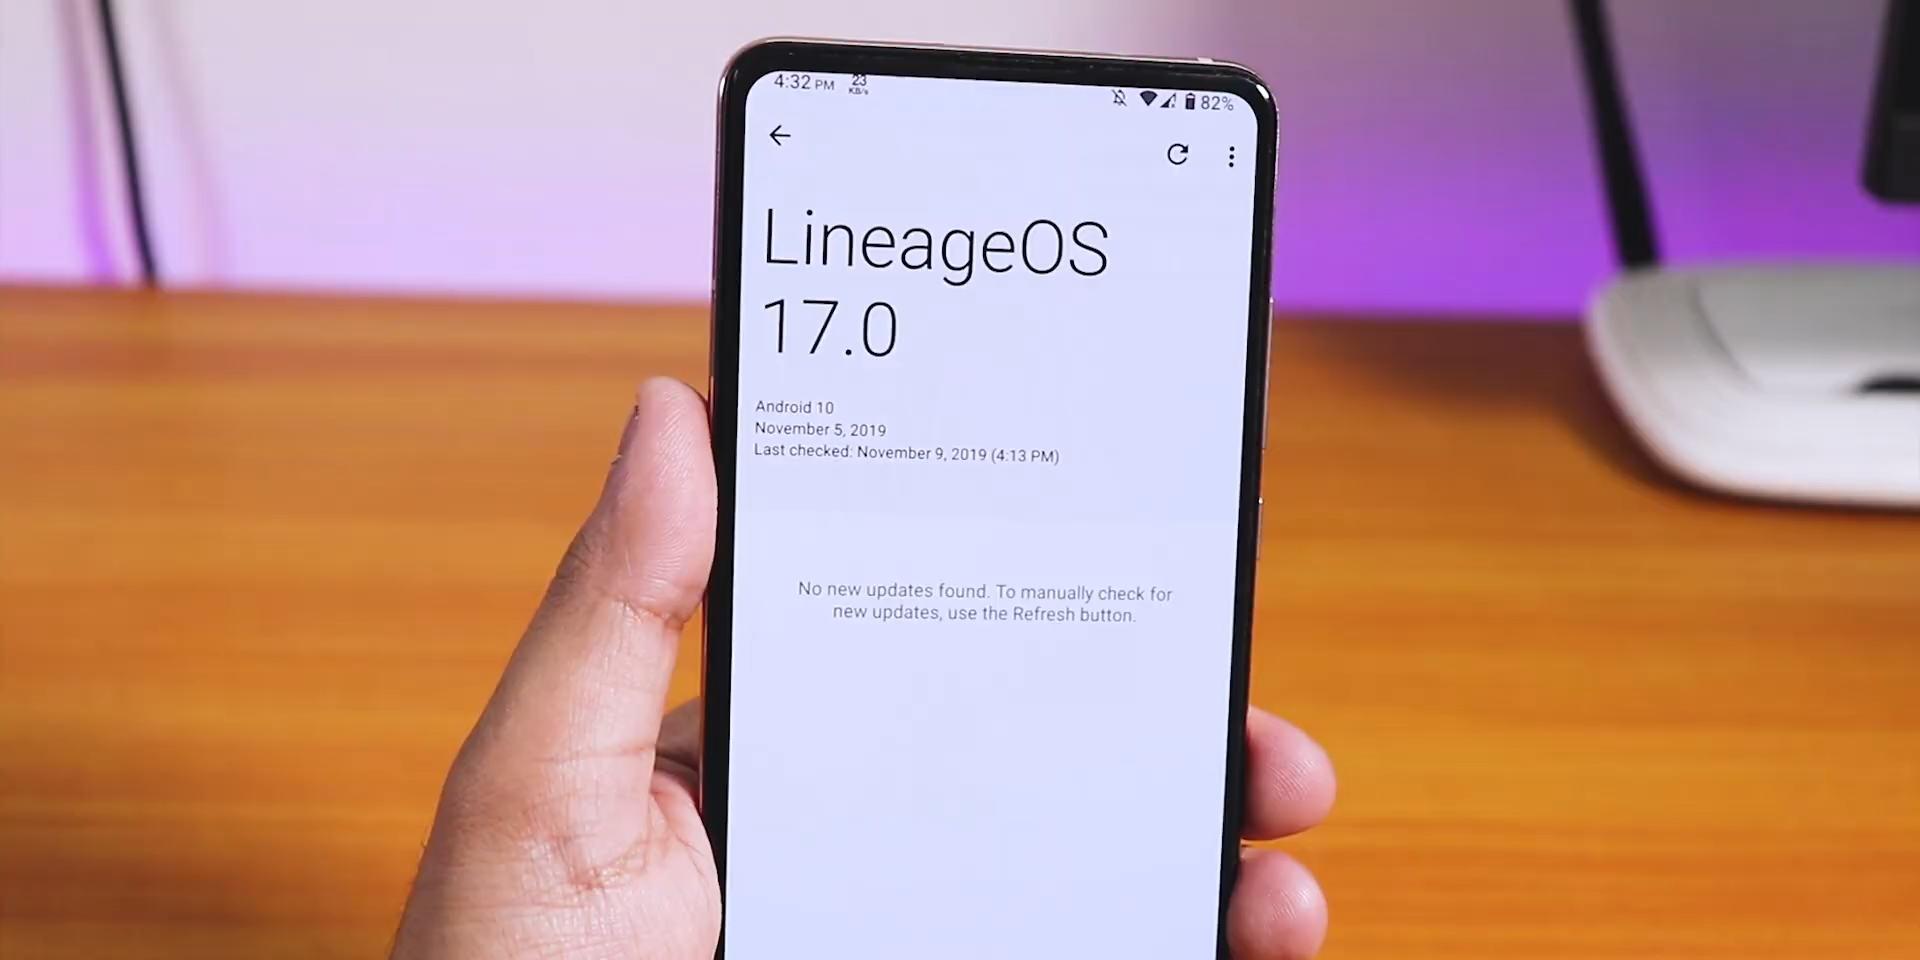 4:32 PM 23 KB/s 82%
LineageOS
17.0
Android 10
November 5, 2019
Last checked: November 9, 2019 (4:13 PM)
No new updates found. To manually check for
new updates, use the Refresh button.